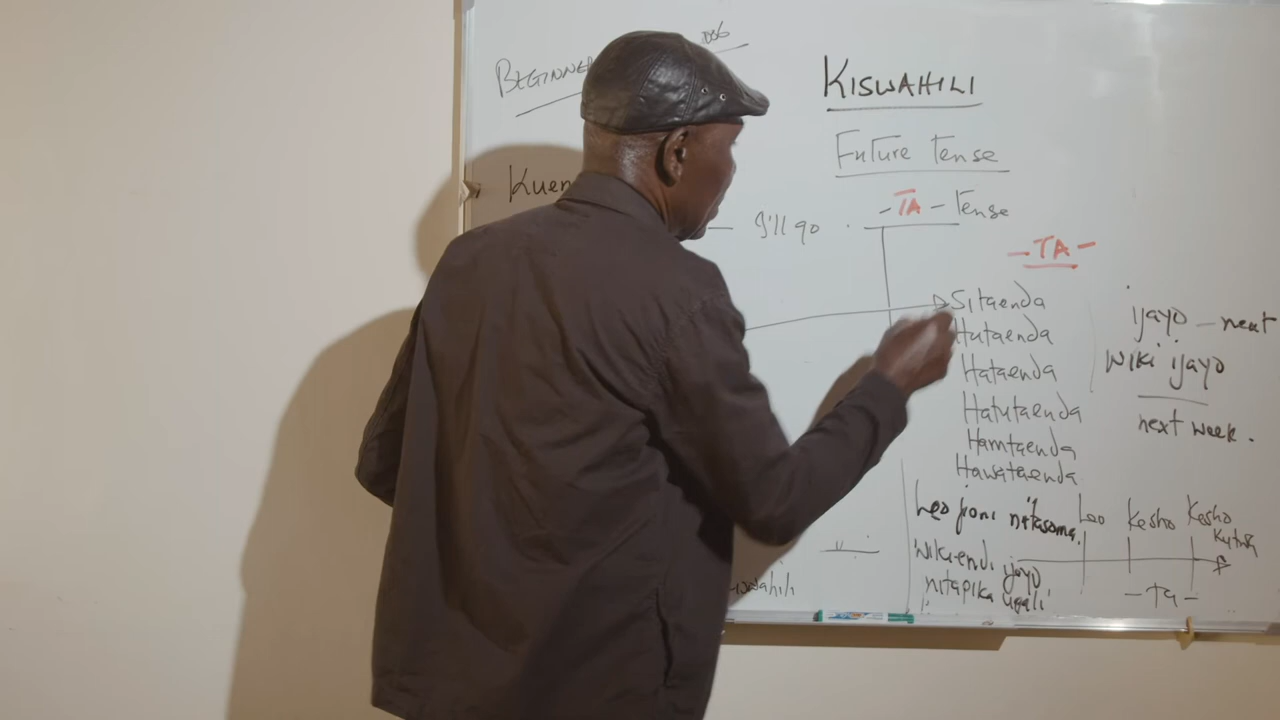 KISWAHILI
Future tense
I'll go
- TA - Tense
- TA -
Sitaenda
Hutaenda
Hataenda
Hatutaenda
Hamtaenda
Hawataenda
ijayo - next
Wiki ijayo
next week.
Leo jioni nitasoma.
Wikiendi ijayo
nitapika ugali
Leo
Kesho
Kesho
kutwa
- Ta -